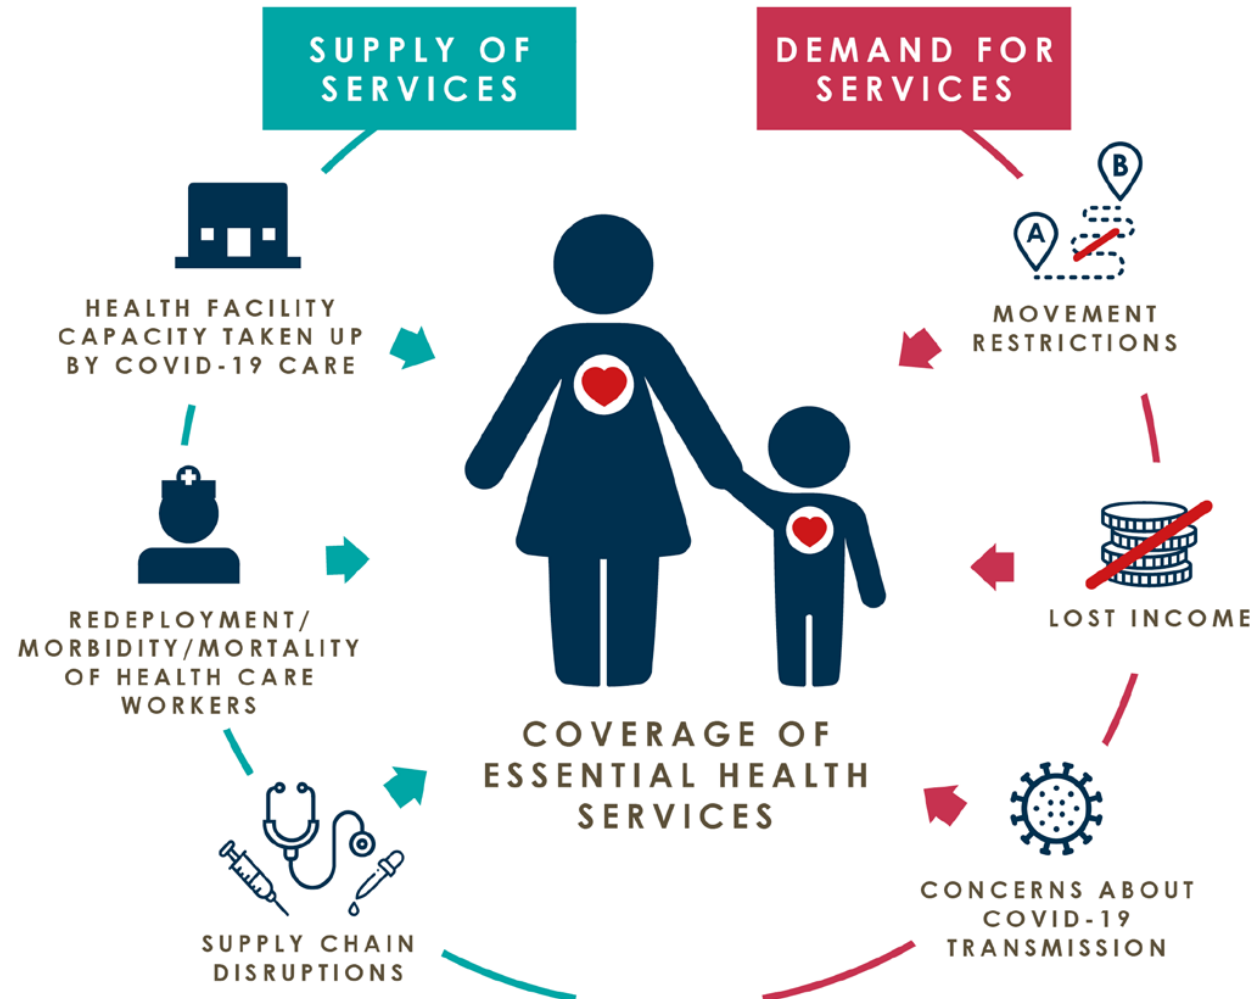 SUPPLY OF
SERVICES
HEALTH FACILITY
CAPACITY TAKEN UP
BY COVID-19 CARE
REDEPLOYMENT/
MORBIDITY/MORTALITY
OF HEALTH CARE
WORKERS
SUPPLY CHAIN
DISRUPTIONS
COVERAGE OF
ESSENTIAL HEALTH
SERVICES
DEMAND FOR
SERVICES
B
A
MOVEMENT
RESTRICTIONS
LOST INCOME
CONCERNS ABOUT
COVID-19
TRANSMISSION